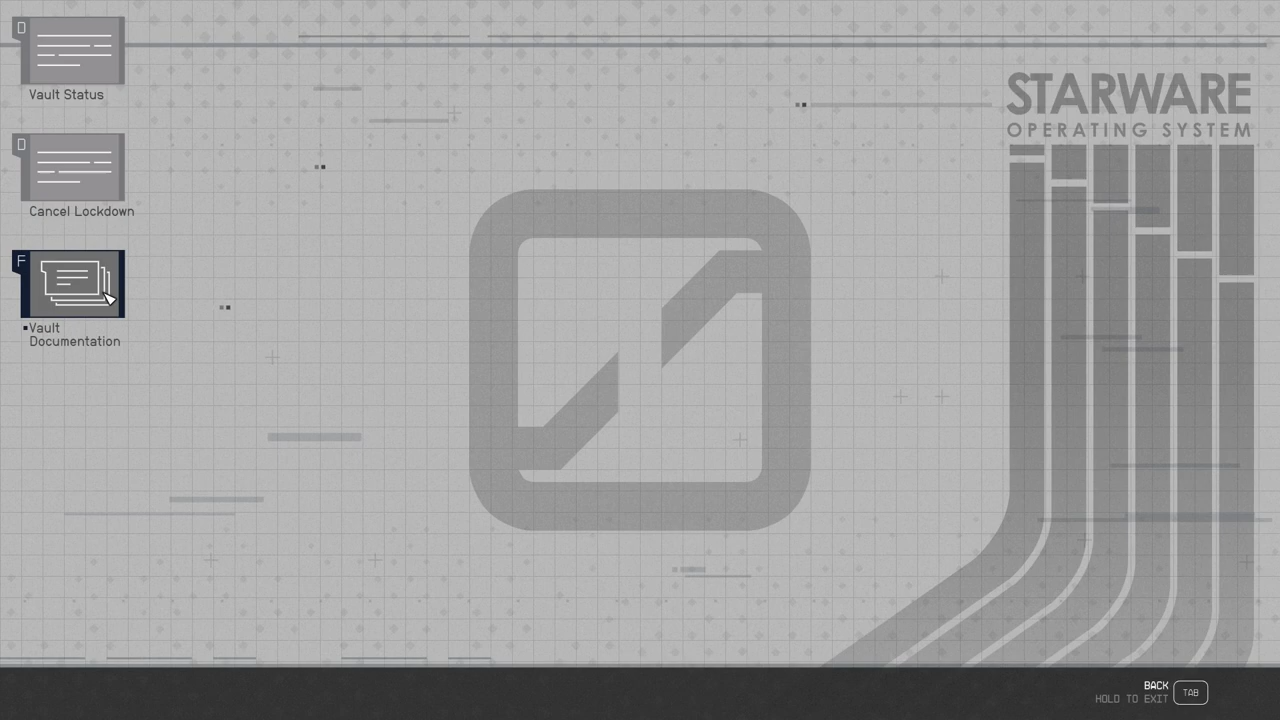 D
Vault Status
D
Cancel Lockdown
F
Vault
Documentation
STARWARE
OPERATING SYSTEM
BACK
HOLD TO EXIT
TAB